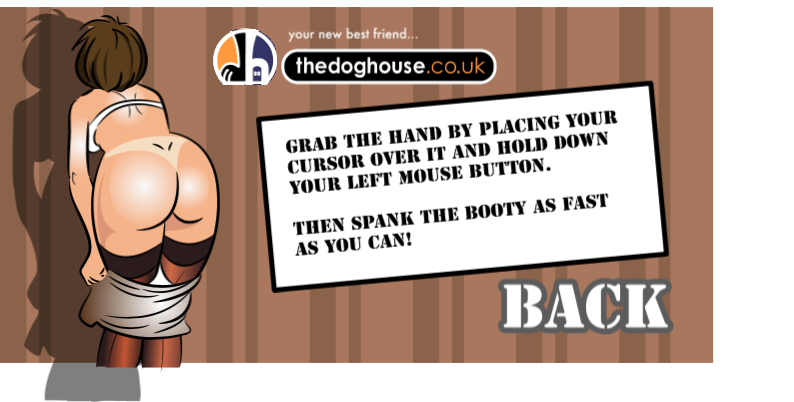 your new best friend...
thedoghouse.co.uk
GRAB THE HAND BY PLACING YOUR
CURSOR OVER IT AND HOLD DOWN
YOUR LEFT MOUSE BUTTON.
THEN SPANK THE BOOTY AS FAST
AS YOU CAN!
BACK